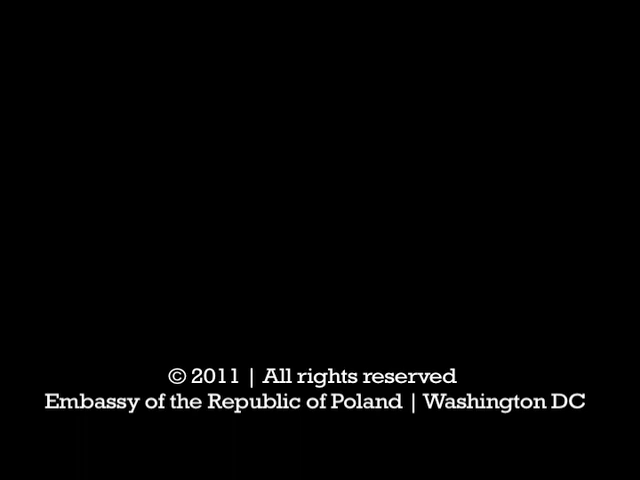 © 2011 | All rights reserved
Embassy of the Republic of Poland | Washington DC